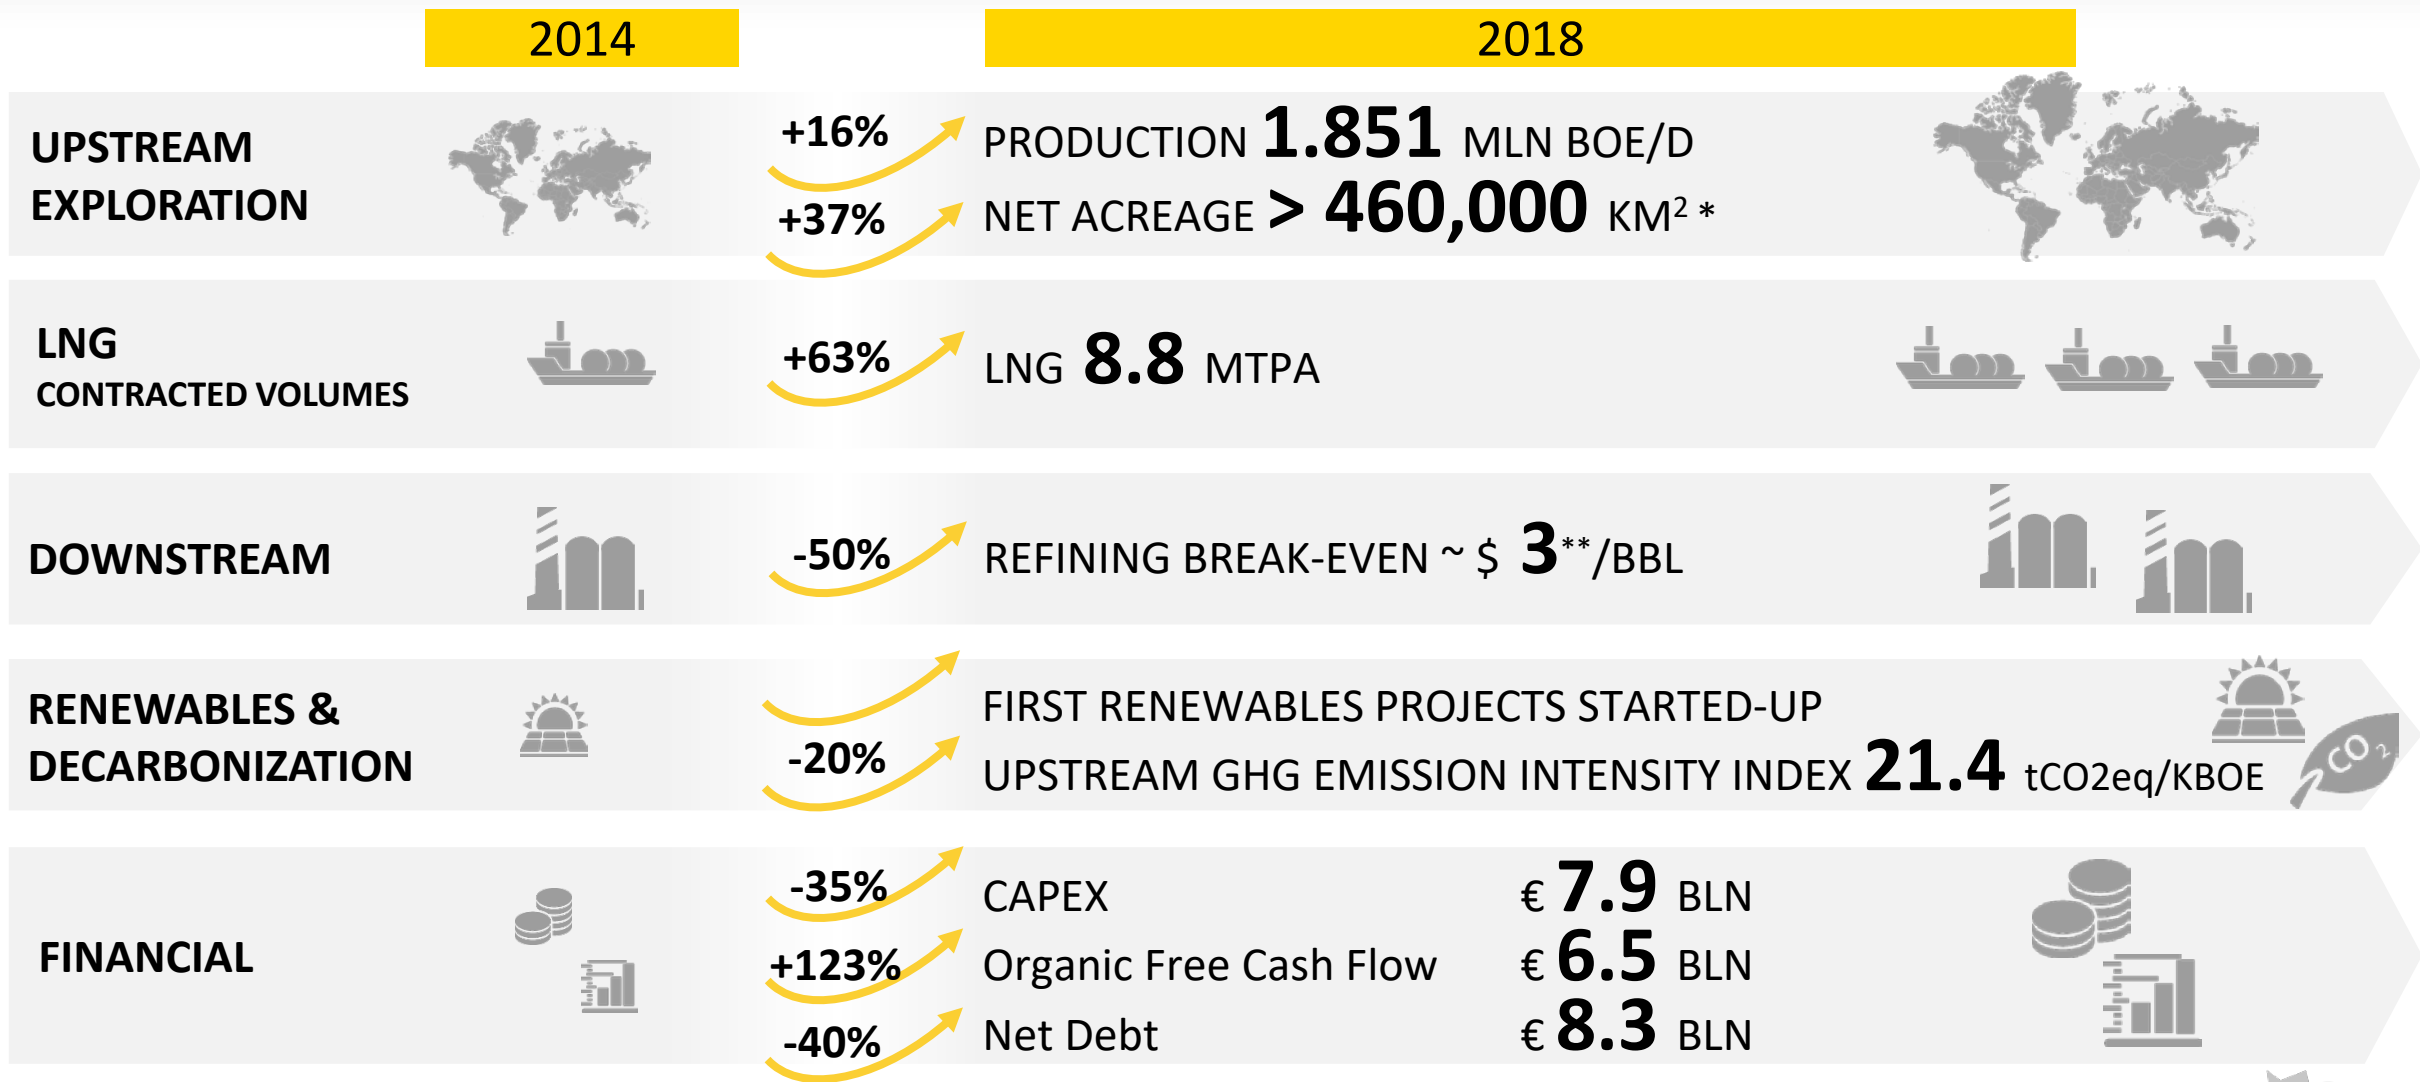 2014
2018
UPSTREAM
EXPLORATION
+16%
PRODUCTION 1.851 MLN BOE/D
+37%
NET ACREAGE > 460,000 KM² *
LNG
CONTRACTED VOLUMES
+63%
LNG 8.8 MTPA
DOWNSTREAM
-50%
REFINING BREAK-EVEN ~ $ 3**/BBL
RENEWABLES &
DECARBONIZATION
FIRST RENEWABLES PROJECTS STARTED-UP
-20%
UPSTREAM GHG EMISSION INTENSITY INDEX 21.4 tCO2eq/KBOE
CO₂
FINANCIAL
-35%
CAPEX € 7.9 BLN
+123%
Organic Free Cash Flow € 6.5 BLN
-40%
Net Debt € 8.3 BLN